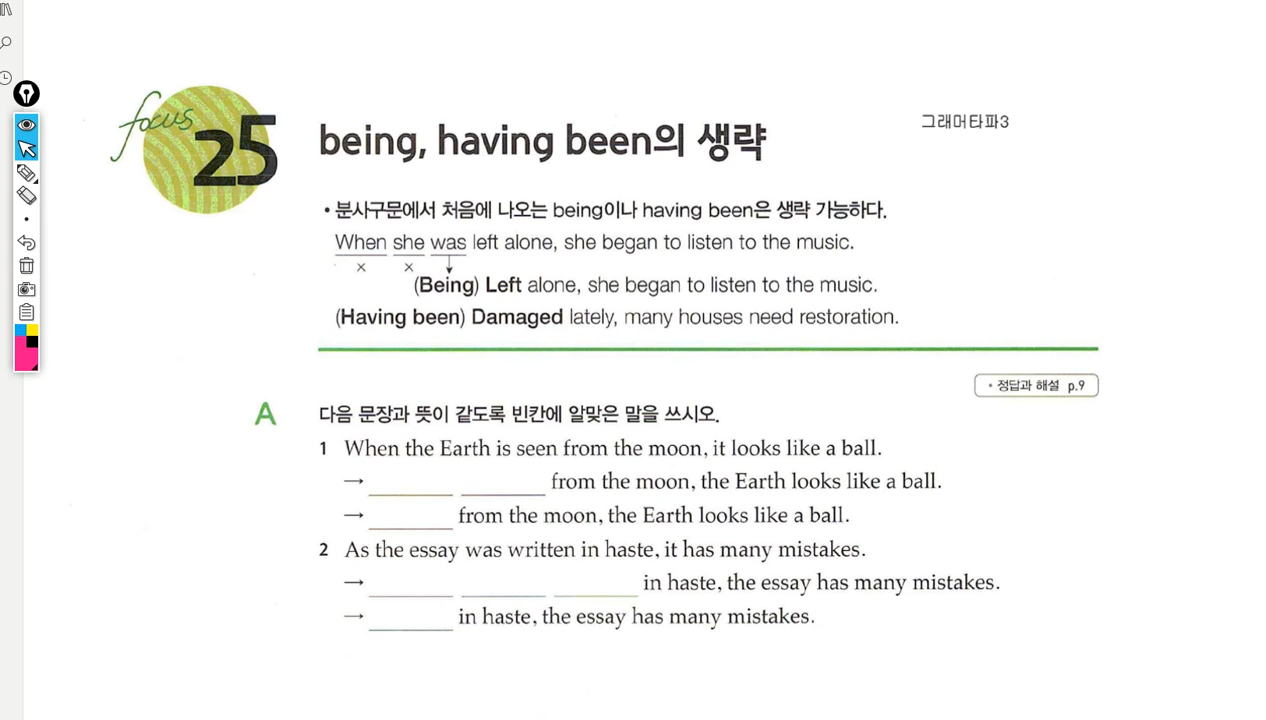 focus
25
being, having been의 생략
그래머타파3
• 분사구문에서 처음에 나오는 being이나 having been은 생략 가능하다.
When she was left alone, she began to listen to the music.
× ×
(Being) Left alone, she began to listen to the music.
(Having been) Damaged lately, many houses need restoration.
• 정답과 해설 p.9
A 다음 문장과 뜻이 같도록 빈칸에 알맞은 말을 쓰시오.
1 When the Earth is seen from the moon, it looks like a ball.
→ ________ ________ from the moon, the Earth looks like a ball.
→ ________ from the moon, the Earth looks like a ball.
2 As the essay was written in haste, it has many mistakes.
→ ________ ________ ________ in haste, the essay has many mistakes.
→ ________ in haste, the essay has many mistakes.